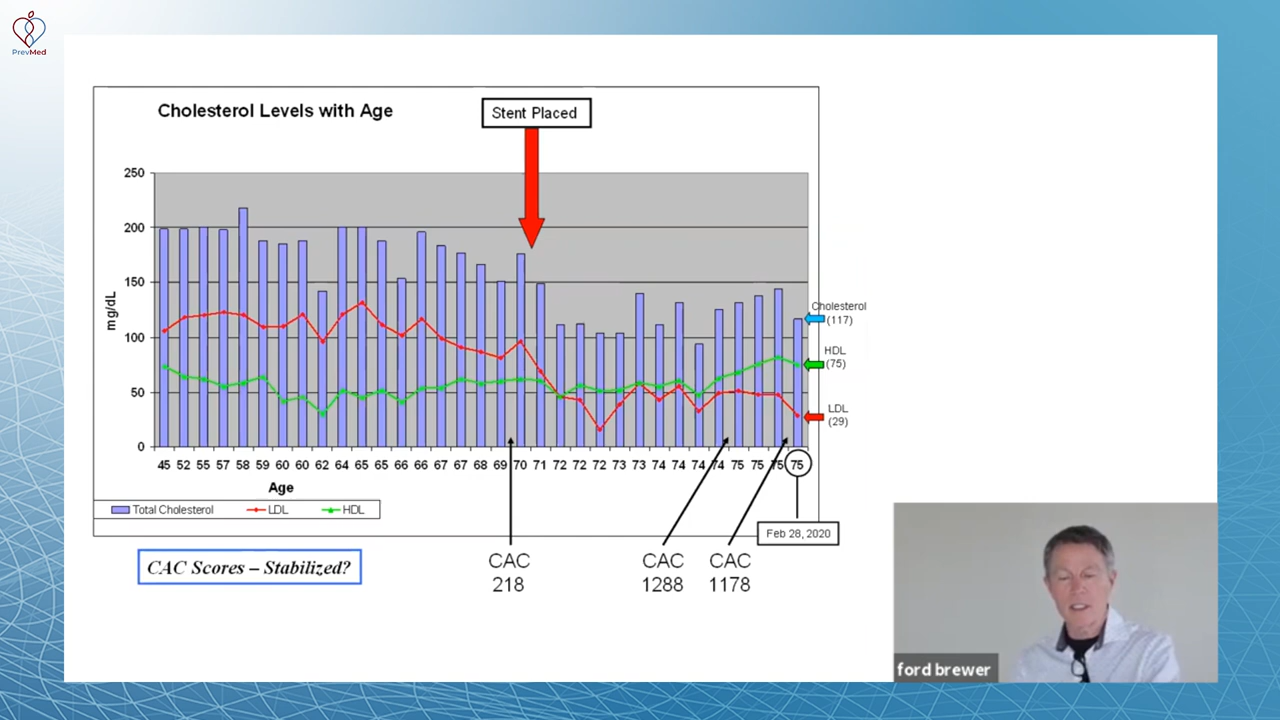 PrevMed
Cholesterol Levels with Age
Stent Placed
250
200
150
100
50
0
mg/dL
45 52 55 57 58 59 60 60 62 64 65 65 66 66 67 67 68 69 70 71 72 72 72 73 73 74 74 74 74 75 75 75 75
Age
Total Cholesterol LDL HDL
Cholesterol
(117)
HDL
(75)
LDL
(29)
Feb 28, 2020
CAC Scores – Stabilized?
CAC
218
CAC
1288
CAC
1178
ford brewer